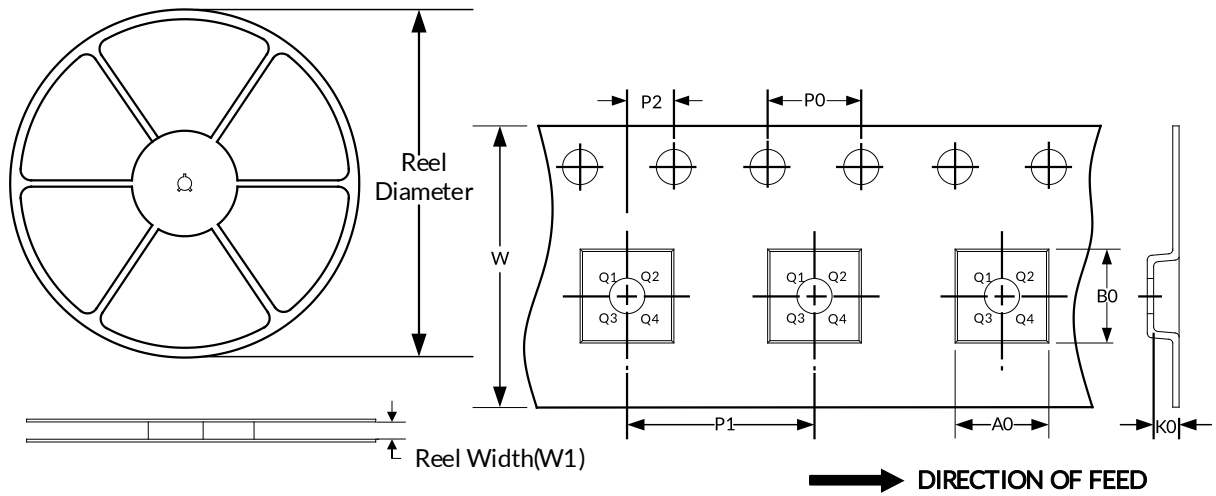 Reel
Diameter
P2
P0
W
Q1 Q2
Q3 Q4
Q1 Q2
Q3 Q4
Q1 Q2
Q3 Q4
B0
P1
A0
K0
Reel Width(W1)
DIRECTION OF FEED